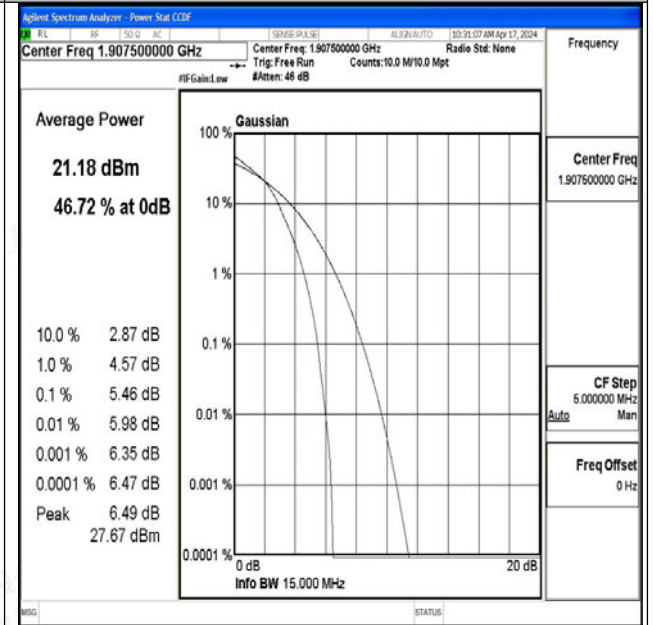 Agilent Spectrum Analyzer - Power Stat CCDF
RL RF 50 Ω AC SENSE:PULSE ALIGN AUTO 10:31:07 AM Apr 17, 2024
Center Freq 1.907500000 GHz
Center Freq: 1.907500000 GHz Radio Std: None
Trig: Free Run Counts:10.0 M/10.0 Mpt
#IFGain:Low #Atten: 46 dB
Frequency
Average Power
21.18 dBm
46.72 % at 0dB
10.0 % 2.87 dB
1.0 % 4.57 dB
0.1 % 5.46 dB
0.01 % 5.98 dB
0.001 % 6.35 dB
0.0001 % 6.47 dB
Peak 6.49 dB
27.67 dBm
Gaussian
100 %
10 %
1 %
0.1 %
0.01 %
0.001 %
0.0001 %
0 dB 20 dB
Info BW 15.000 MHz
Center Freq
1.907500000 GHz
CF Step
5.000000 MHz
Auto Man
Freq Offset
0 Hz
MSG STATUS